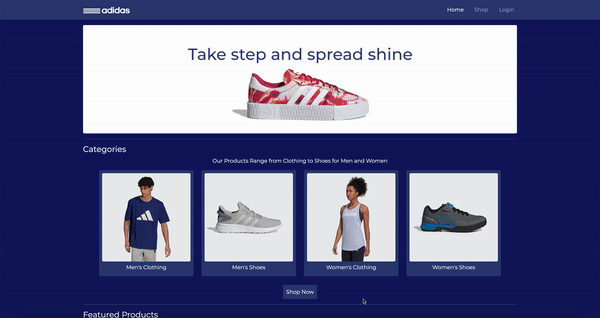 adidas
Home Shop Login
Take step and spread shine
Categories
Our Products Range from Clothing to Shoes for Men and Women
Men's Clothing Men's Shoes Women's Clothing Women's Shoes
Shop Now
Featured Products